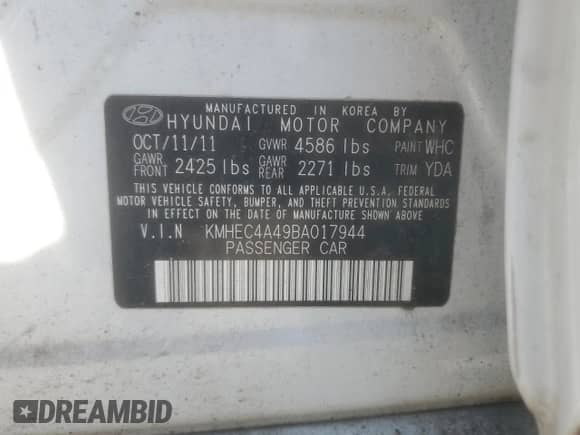 MANUFACTURED IN KOREA BY
HYUNDAI MOTOR COMPANY
OCT/11/11 GVWR 4586 lbs PAINT WHC
GAWR FRONT 2425 lbs GAWR REAR 2271 lbs TRIM YDA
THIS VEHICLE CONFORMS TO ALL APPLICABLE U.S.A. FEDERAL
MOTOR VEHICLE SAFETY, BUMPER, AND THEFT PREVENTION STANDARDS
IN EFFECT ON THE DATE OF MANUFACTURE SHOWN ABOVE.
V.I.N KMHEC4A49BA017944
PASSENGER CAR
DREAMBID